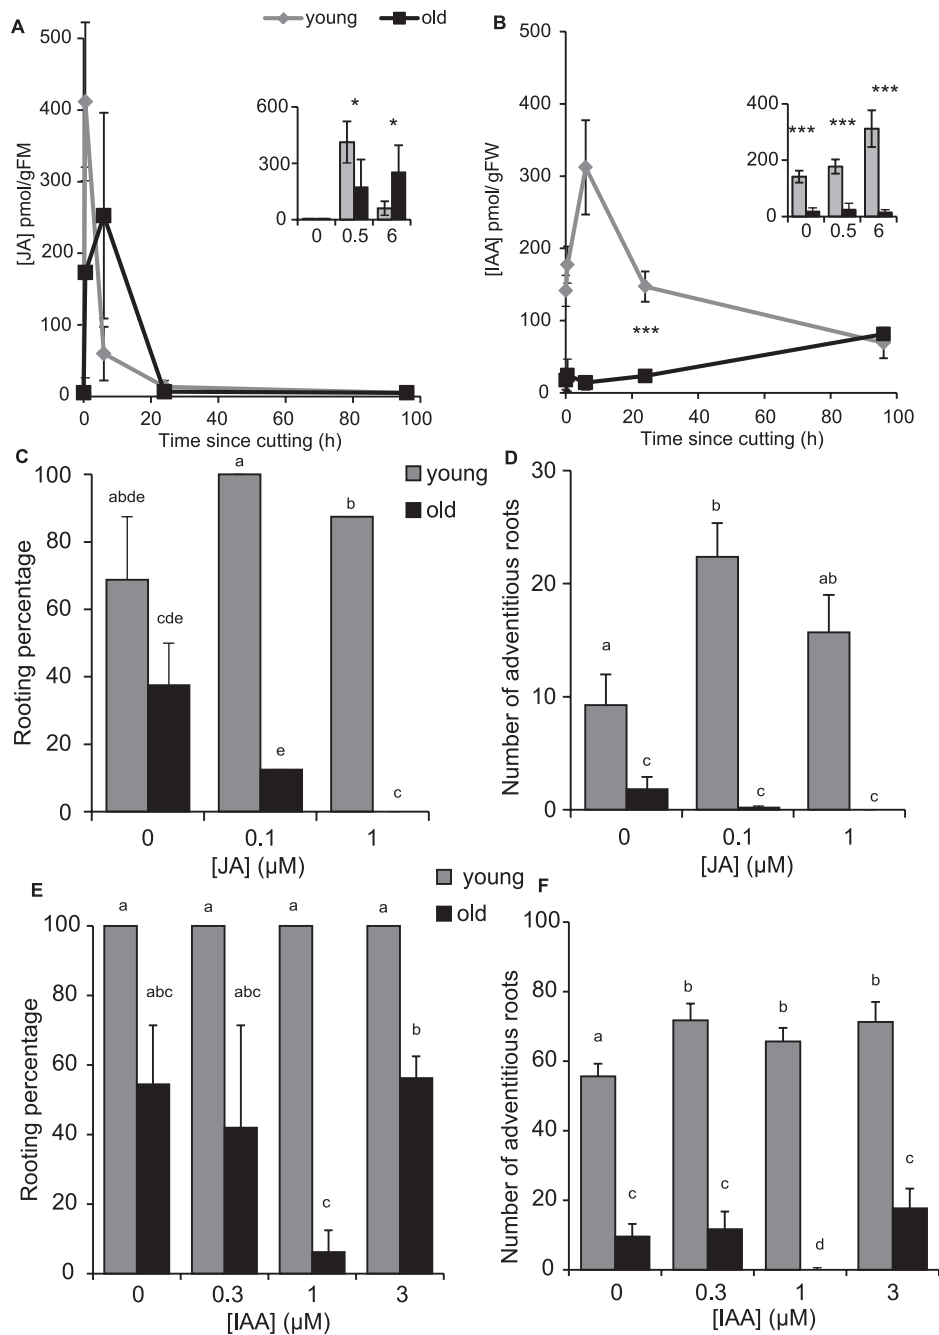 A
young
old
500
400
300
200
100
0
[JA] pmol/gFM
0
20
40
60
80
100
Time since cutting (h)
600
300
0
*
*
0
0.5
6
B
500
400
300
200
100
0
[IAA] pmol/gFW
***
0
20
40
60
80
100
Time since cutting (h)
400
200
0
***
***
***
0
0.5
6
C
young
old
100
80
60
40
20
0
Rooting percentage
abde
cde
a
e
b
c
0
0.1
1
[JA] (µM)
D
30
20
10
0
Number of adventitious roots
a
c
b
c
ab
c
0
0.1
1
[JA] (µM)
E
young
old
100
80
60
40
20
0
Rooting percentage
a
abc
a
abc
a
c
a
b
0
0.3
1
3
[IAA] (µM)
F
100
80
60
40
20
0
Number of adventitious roots
a
c
b
c
b
d
b
c
0
0.3
1
3
[IAA] (µM)